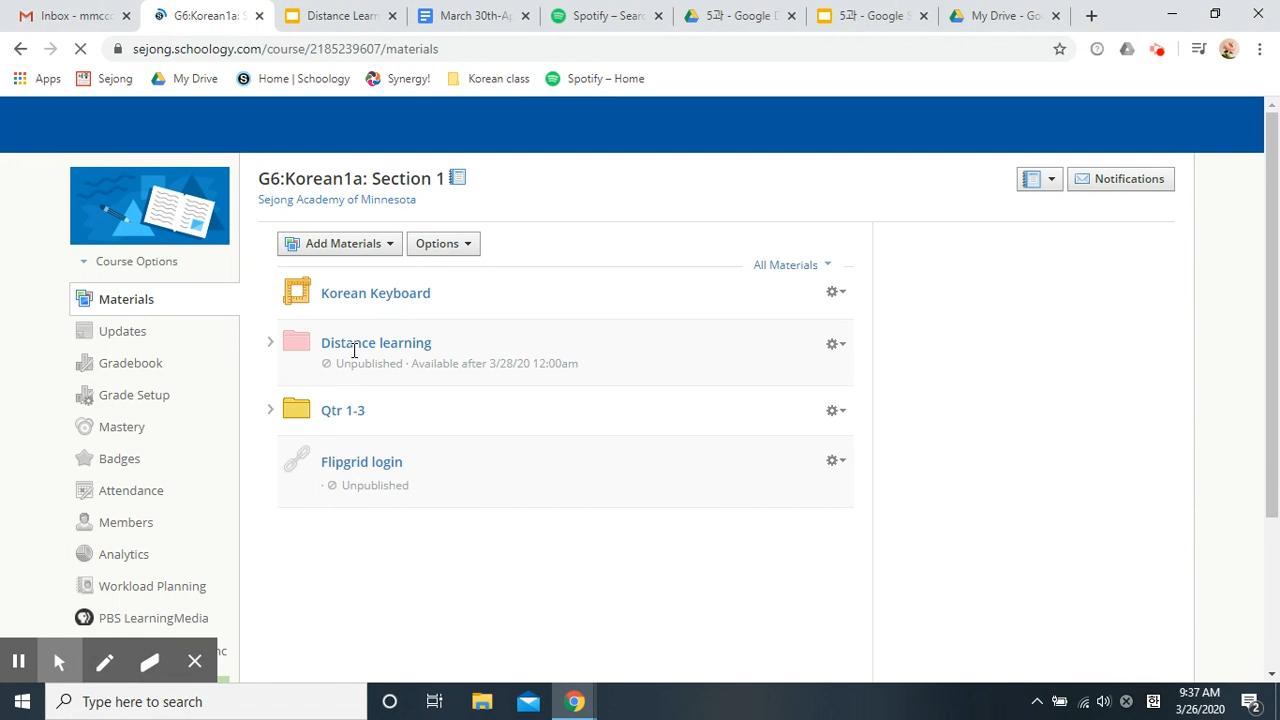 Inbox - mmcc
G6:Korean1a: S
Distance Learn
March 30th-Ap
Spotify – Sear
5과 - Google D
5과 - Google S
My Drive - Go
sejong.schoology.com/course/2185239607/materials
Apps
Sejong
My Drive
Home | Schoology
Synergy!
Korean class
Spotify – Home
G6:Korean1a: Section 1
Sejong Academy of Minnesota
Notifications
Course Options
Add Materials
Options
All Materials
Materials
Updates
Gradebook
Grade Setup
Mastery
Badges
Attendance
Members
Analytics
Workload Planning
PBS LearningMedia
nc
Korean Keyboard
Distance learning
Unpublished · Available after 3/28/20 12:00am
Qtr 1-3
Flipgrid login
· Unpublished
Type here to search
9:37 AM
3/26/2020
2